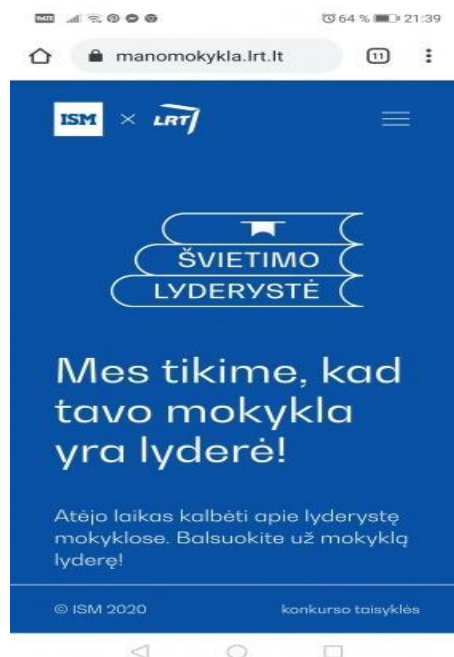 64 % 21:39
manomokykla.lrt.lt 11
ISM × LRT
ŠVIETIMO
LYDERYSTĖ
Mes tikime, kad
tavo mokykla
yra lyderė!
Atėjo laikas kalbėti apie lyderystę
mokyklose. Balsuokite už mokyklą
lyderę!
© ISM 2020 konkurso taisyklės